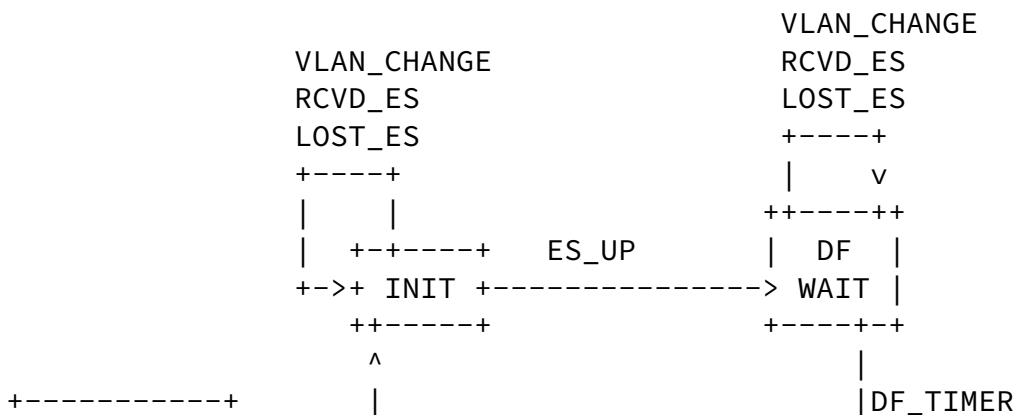 VLAN_CHANGE
VLAN_CHANGE RCVD_ES
RCVD_ES LOST_ES
LOST_ES +----+
+----+ | v
| | ++----++
| +-+----+ ES_UP | DF |
+->+ INIT +---------------> WAIT |
++-----+ +----+-+
^ |
+-----------+ | |DF_TIMER